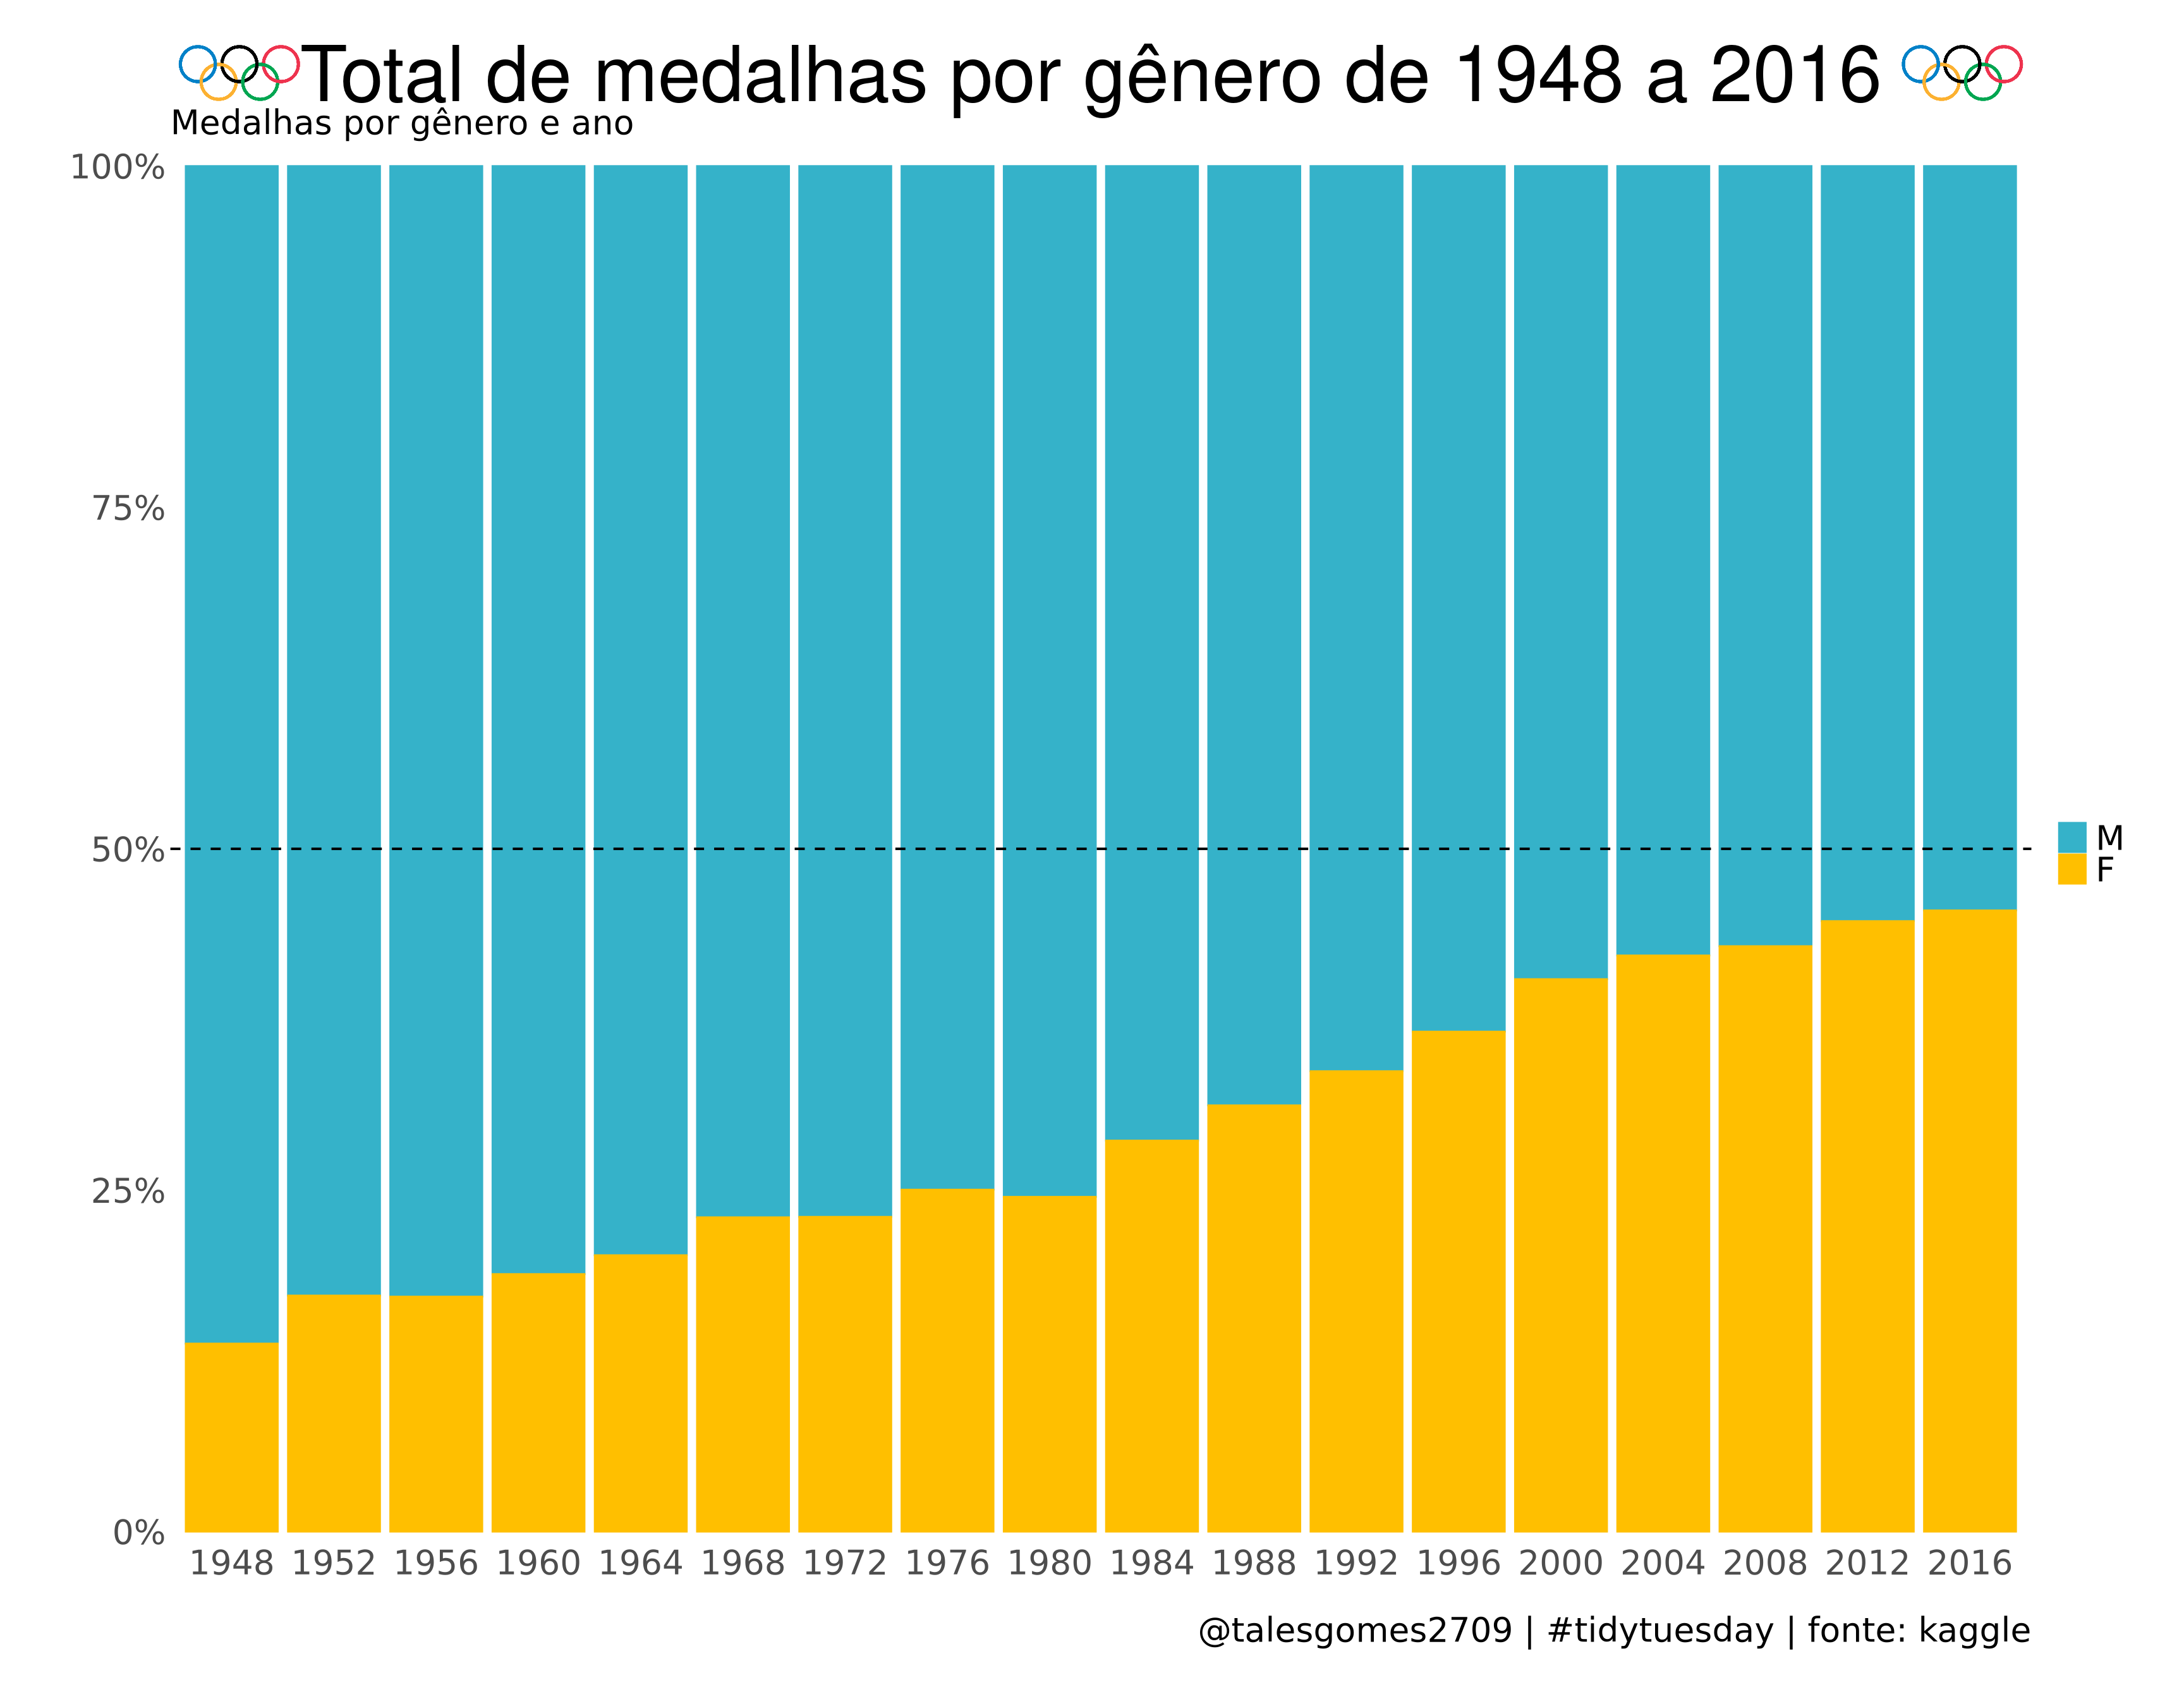 Total de medalhas por gênero de 1948 a 2016
Medalhas por gênero e ano
100%
75%
50%
25%
0%
M
F
1948 1952 1956 1960 1964 1968 1972 1976 1980 1984 1988 1992 1996 2000 2004 2008 2012 2016
@talesgomes2709 | #tidytuesday | fonte: kaggle